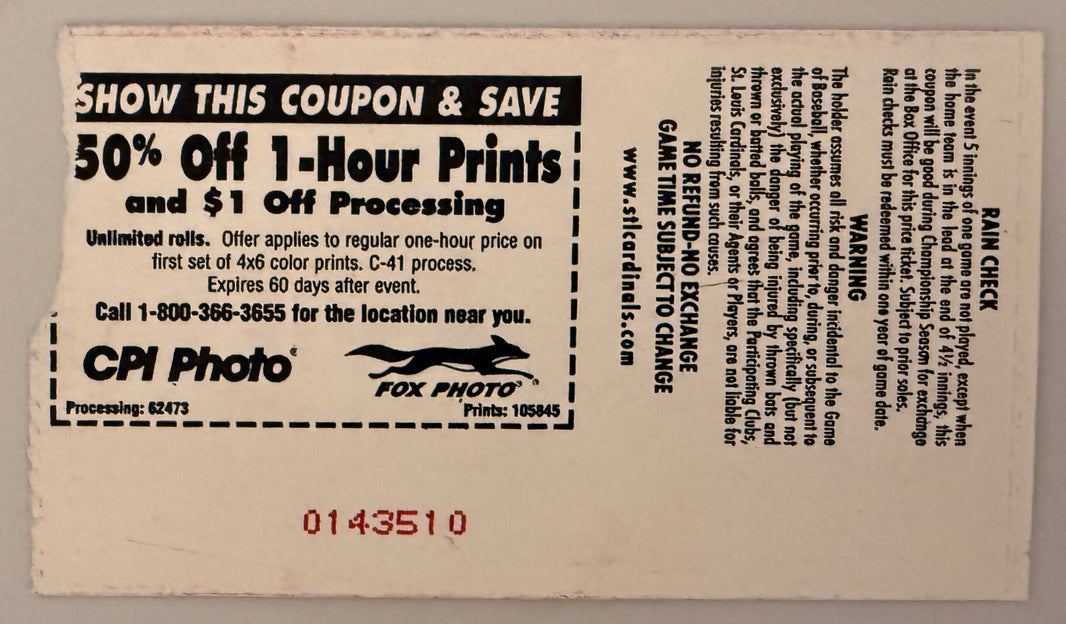 SHOW THIS COUPON & SAVE
50% Off 1-Hour Prints
and $1 Off Processing
Unlimited rolls. Offer applies to regular one-hour price on
first set of 4x6 color prints. C-41 process.
Expires 60 days after event.
Call 1-800-366-3655 for the location near you.
CPI Photo®
FOX PHOTO®
Processing: 62473
Prints: 105845
0143510
RAIN CHECK
In the event 5 innings of one game are not played, except when
the home team is in the lead at the end of 4½ innings, this
coupon will be good during Championship Season for exchange
at the Box Office for this price ticket. Subject to prior sales.
Rain checks must be redeemed within one year of game date.
WARNING
The holder assumes all risk and danger incidental to the Game
of Baseball, whether occurring prior to, during, or subsequent to
the actual playing of the game, including specifically (but not
exclusively) the danger of being injured by thrown bats and
thrown or batted balls, and agrees that the Participating Clubs,
St. Louis Cardinals, or their Agents or Players, are not liable for
injuries resulting from such causes.
NO REFUND-NO EXCHANGE
GAME TIME SUBJECT TO CHANGE
www.stlcardinals.com